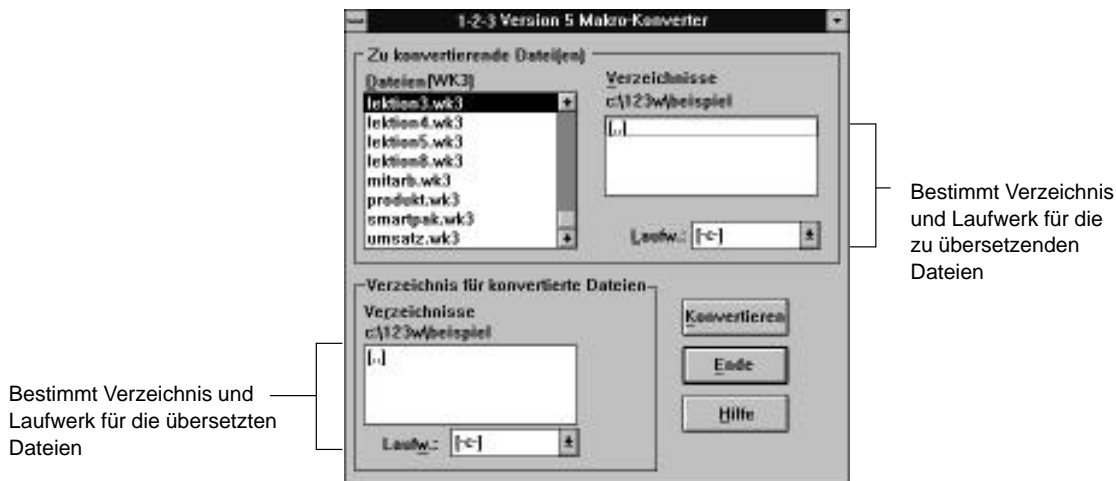 1-2-3 Version 5 Makro-Konverter
Zu konvertierende Datei(en)
Dateien(WK3)
lektion3.wk3
lektion4.wk3
lektion5.wk3
lektion8.wk3
mitarb.wk3
produkt.wk3
smartpak.wk3
umsatz.wk3
Verzeichnisse
c:\123w\beispiel
[..]
Laufw.: [-c-]
Bestimmt Verzeichnis
und Laufwerk für die
zu übersetzenden
Dateien
Verzeichnis für konvertierte Dateien
Verzeichnisse
c:\123w\beispiel
[..]
Laufw.: [-c-]
Konvertieren
Ende
Hilfe
Bestimmt Verzeichnis und
Laufwerk für die übersetzten
Dateien